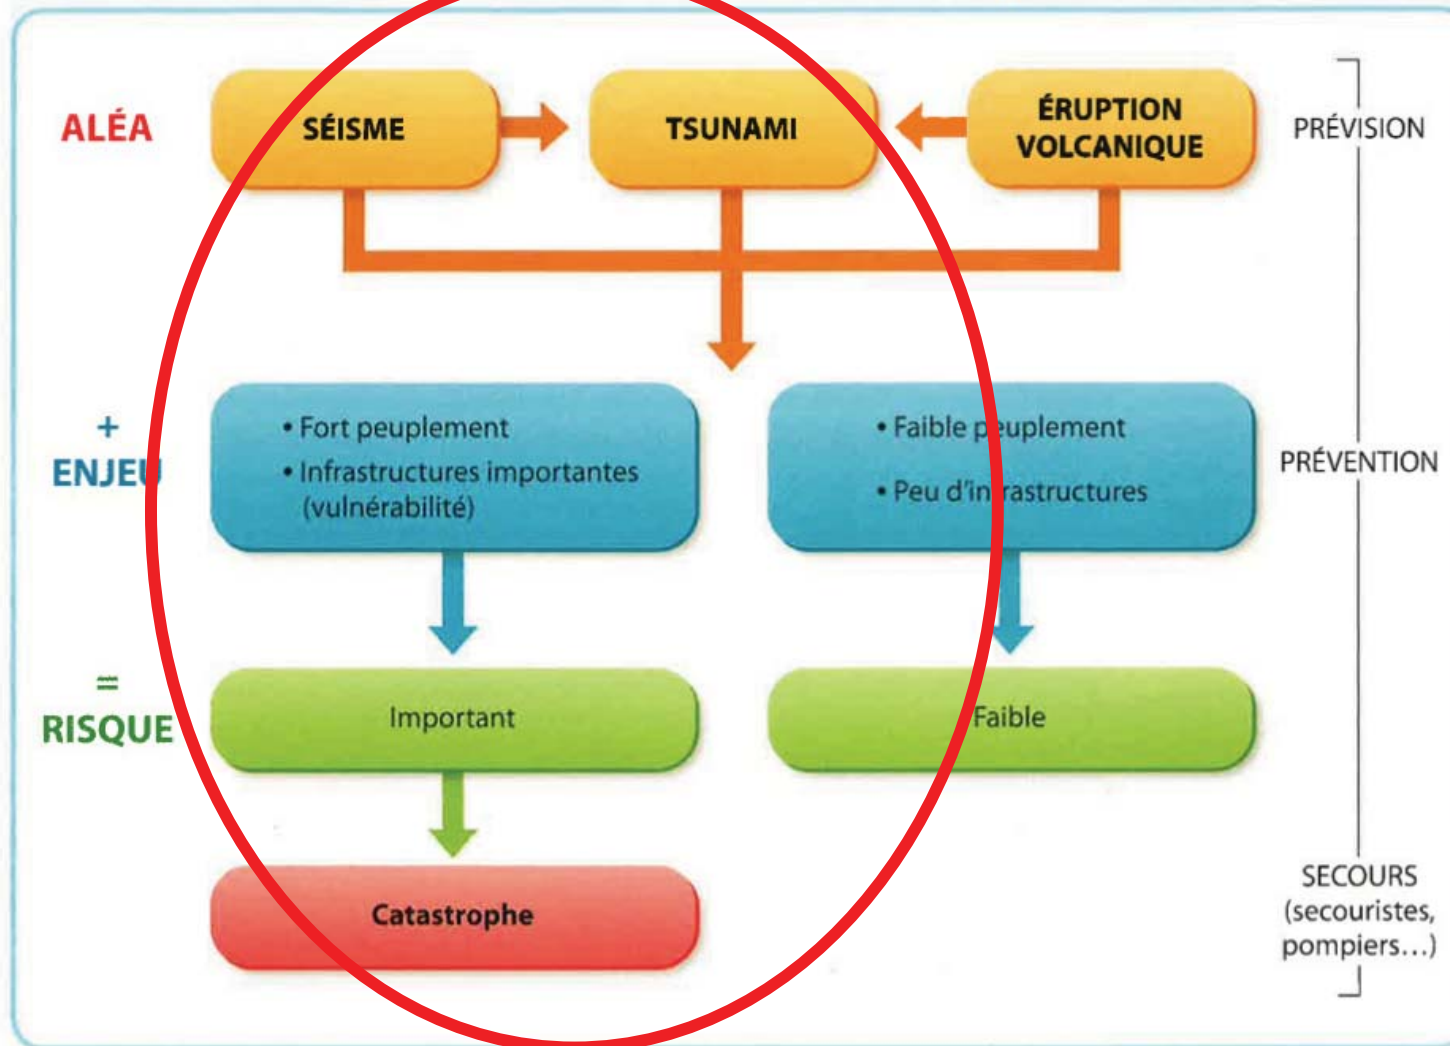 ALÉA
SÉISME
TSUNAMI
ÉRUPTION
VOLCANIQUE
PRÉVISION
+
ENJEU
• Fort peuplement
• Infrastructures importantes
(vulnérabilité)
• Faible peuplement
• Peu d'infrastructures
PRÉVENTION
=
RISQUE
Important
Faible
Catastrophe
SECOURS
(secouristes,
pompiers…)